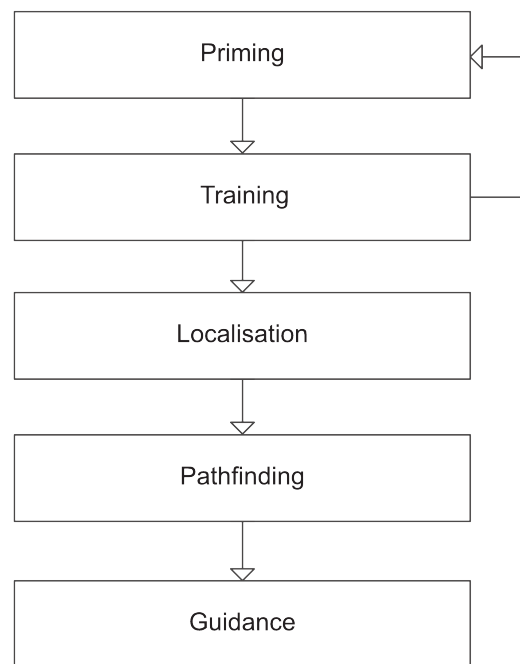 Priming
Training
Localisation
Pathfinding
Guidance